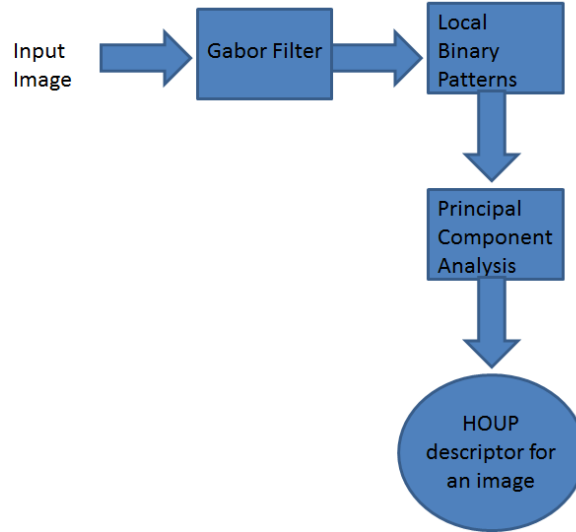 Input
Image
Gabor Filter
Local
Binary
Patterns
Principal
Component
Analysis
HOUP
descriptor for
an image